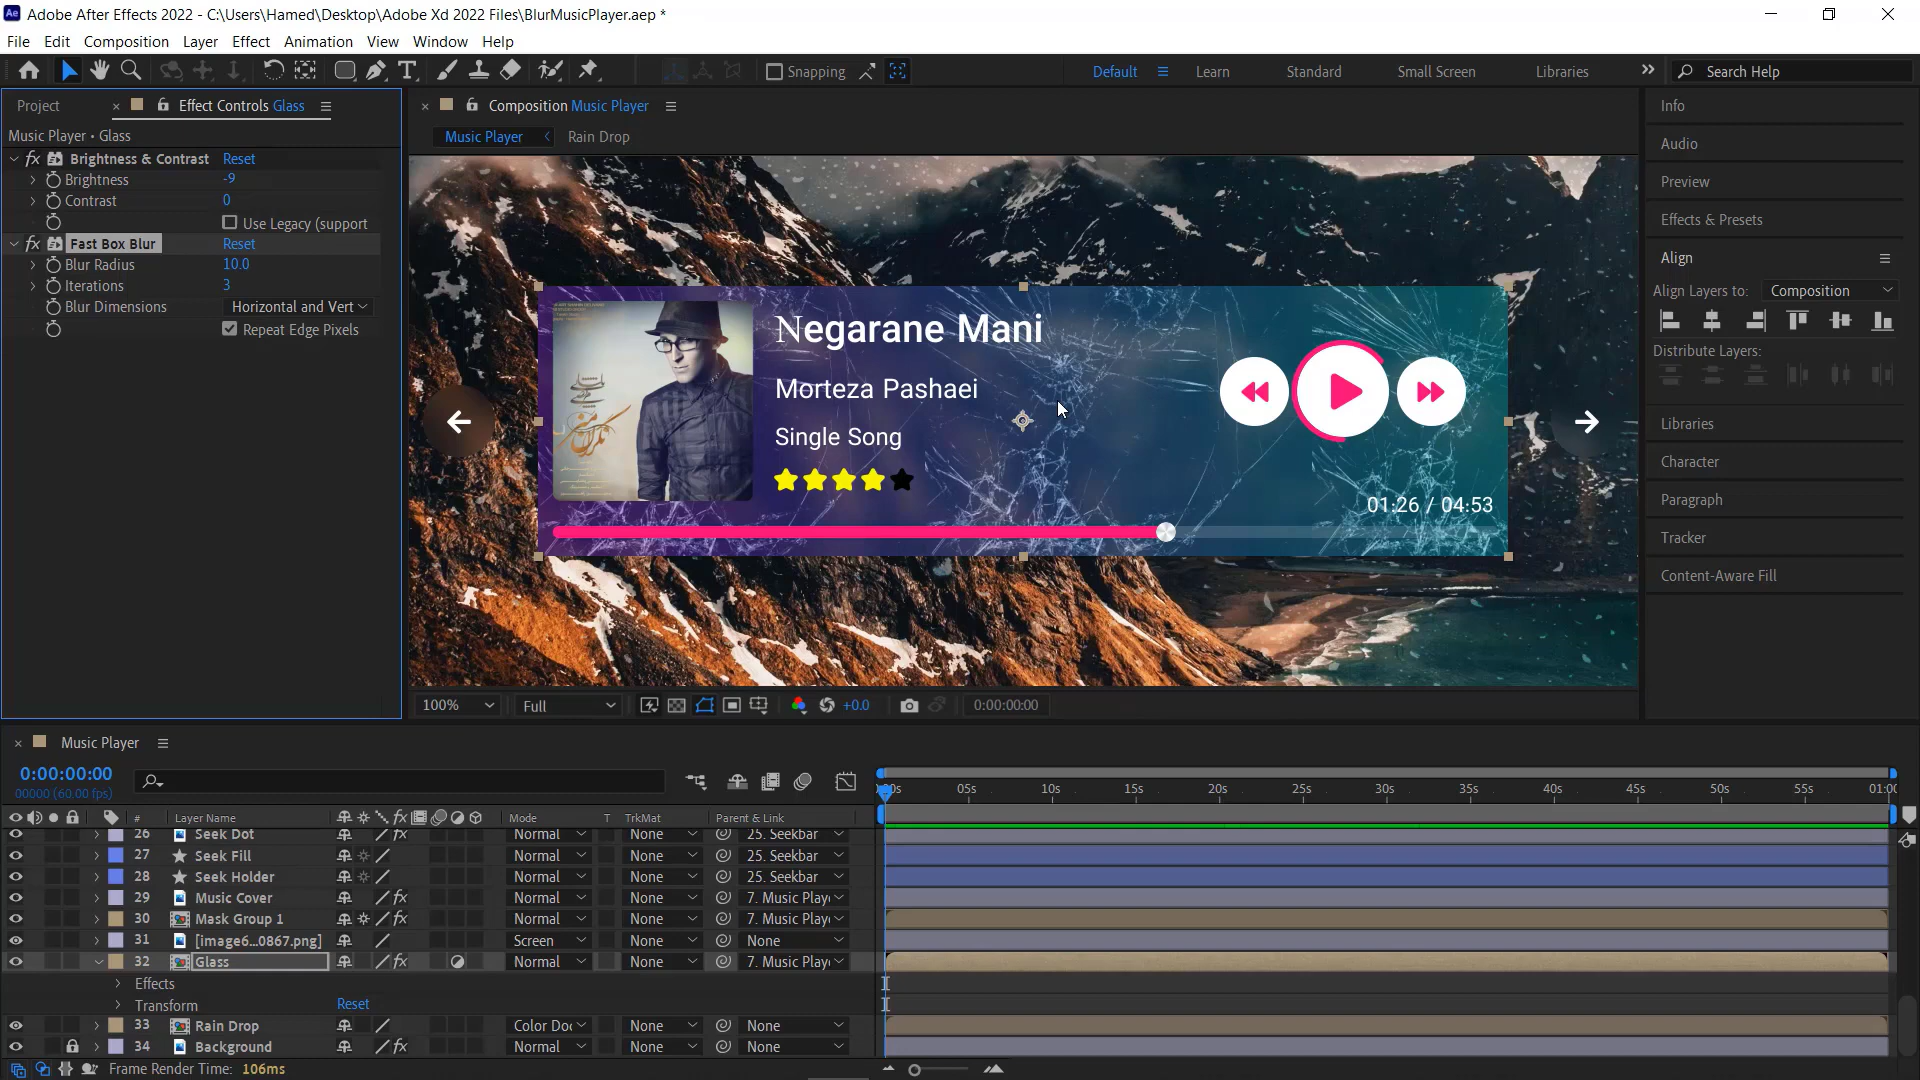 Adobe After Effects 2022 - C:\Users\Hamed\Desktop\Adobe Xd 2022 Files\BlurMusicPlayer.aep *
File Edit Composition Layer Effect Animation View Window Help
Snapping Default Learn Standard Small Screen Libraries Search Help
Project Effect Controls Glass
Composition Music Player
Music Player • Glass
Music Player Rain Drop
Brightness & Contrast Reset
Brightness -9
Contrast 0
Use Legacy (support
Fast Box Blur Reset
Blur Radius 10.0
Iterations 3
Blur Dimensions Horizontal and Vert
Repeat Edge Pixels
Negarane Mani
Morteza Pashaei
Single Song
01:26 / 04:53
100% Full +0.0 0:00:00:00
Info
Audio
Preview
Effects & Presets
Align
Align Layers to: Composition
Distribute Layers:
Libraries
Character
Paragraph
Tracker
Content-Aware Fill
Music Player
0:00:00:00
00000 (60.00 fps)
05s 10s 15s 20s 25s 30s 35s 40s 45s 50s 55s
# Layer Name Mode T TrkMat Parent & Link
26 Seek Dot Normal None 25. Seekbar
27 Seek Fill Normal None 25. Seekbar
28 Seek Holder Normal None 25. Seekbar
29 Music Cover Normal None 7. Music Play
30 Mask Group 1 Normal None 7. Music Play
31 [image6...0867.png] Screen None None
32 Glass Normal None 7. Music Play
Effects
Transform Reset
33 Rain Drop Color Do None None
34 Background Normal None None
Frame Render Time: 106ms